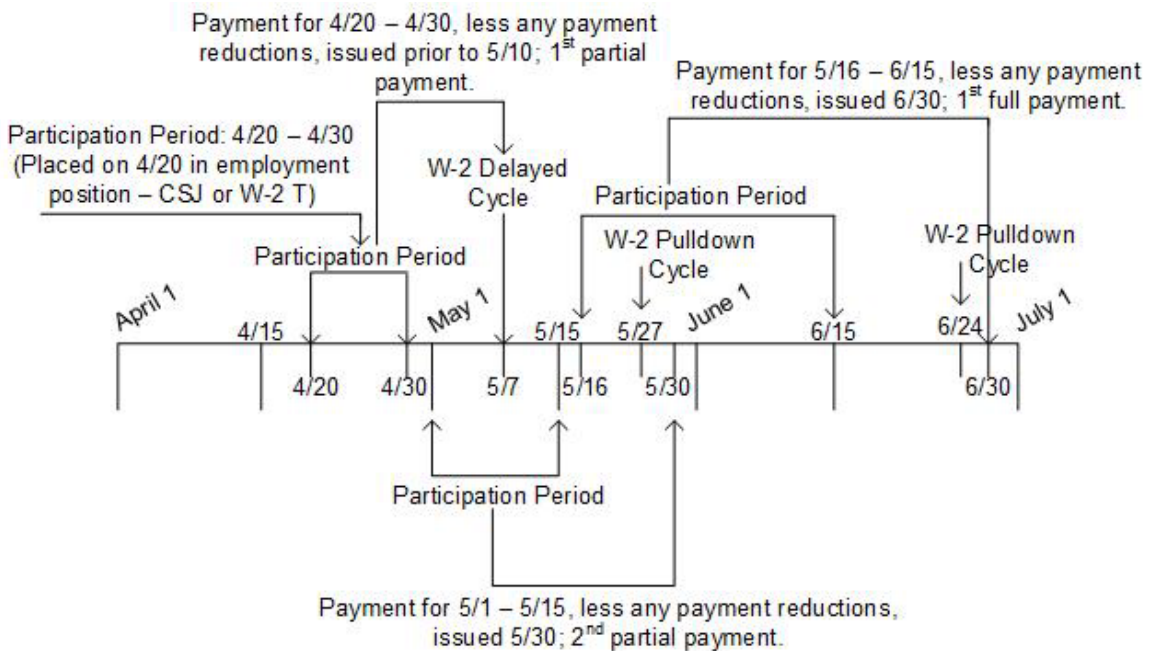 Payment for 4/20 – 4/30, less any payment
reductions, issued prior to 5/10; 1st partial
payment.
Payment for 5/16 – 6/15, less any payment
reductions, issued 6/30; 1st full payment.
Participation Period: 4/20 – 4/30
(Placed on 4/20 in employment
position – CSJ or W-2 T)
W-2 Delayed
Cycle
Participation Period
Participation Period
W-2 Pulldown
Cycle
W-2 Pulldown
Cycle
April 1
4/15
May 1
5/15
5/27
June 1
6/15
6/24
July 1
4/20
4/30
5/7
5/16
5/30
6/30
Participation Period
Payment for 5/1 – 5/15, less any payment reductions,
issued 5/30; 2nd partial payment.